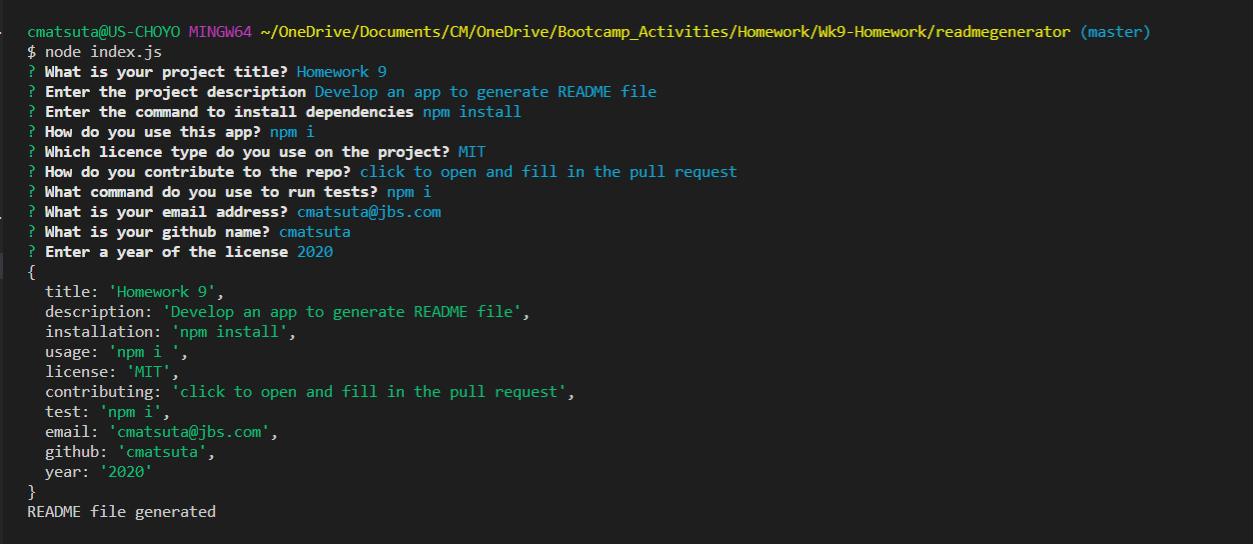 cmatsuta@US-CHOYO MINGW64 ~/OneDrive/Documents/CM/OneDrive/Bootcamp_Activities/Homework/Wk9-Homework/readmegenerator (master)
$ node index.js
? What is your project title? Homework 9
? Enter the project description Develop an app to generate README file
? Enter the command to install dependencies npm install
? How do you use this app? npm i
? Which licence type do you use on the project? MIT
? How do you contribute to the repo? click to open and fill in the pull request
? What command do you use to run tests? npm i
? What is your email address? cmatsuta@jbs.com
? What is your github name? cmatsuta
? Enter a year of the license 2020
{
  title: 'Homework 9',
  description: 'Develop an app to generate README file',
  installation: 'npm install',
  usage: 'npm i ',
  license: 'MIT',
  contributing: 'click to open and fill in the pull request',
  test: 'npm i',
  email: 'cmatsuta@jbs.com',
  github: 'cmatsuta',
  year: '2020'
}
README file generated